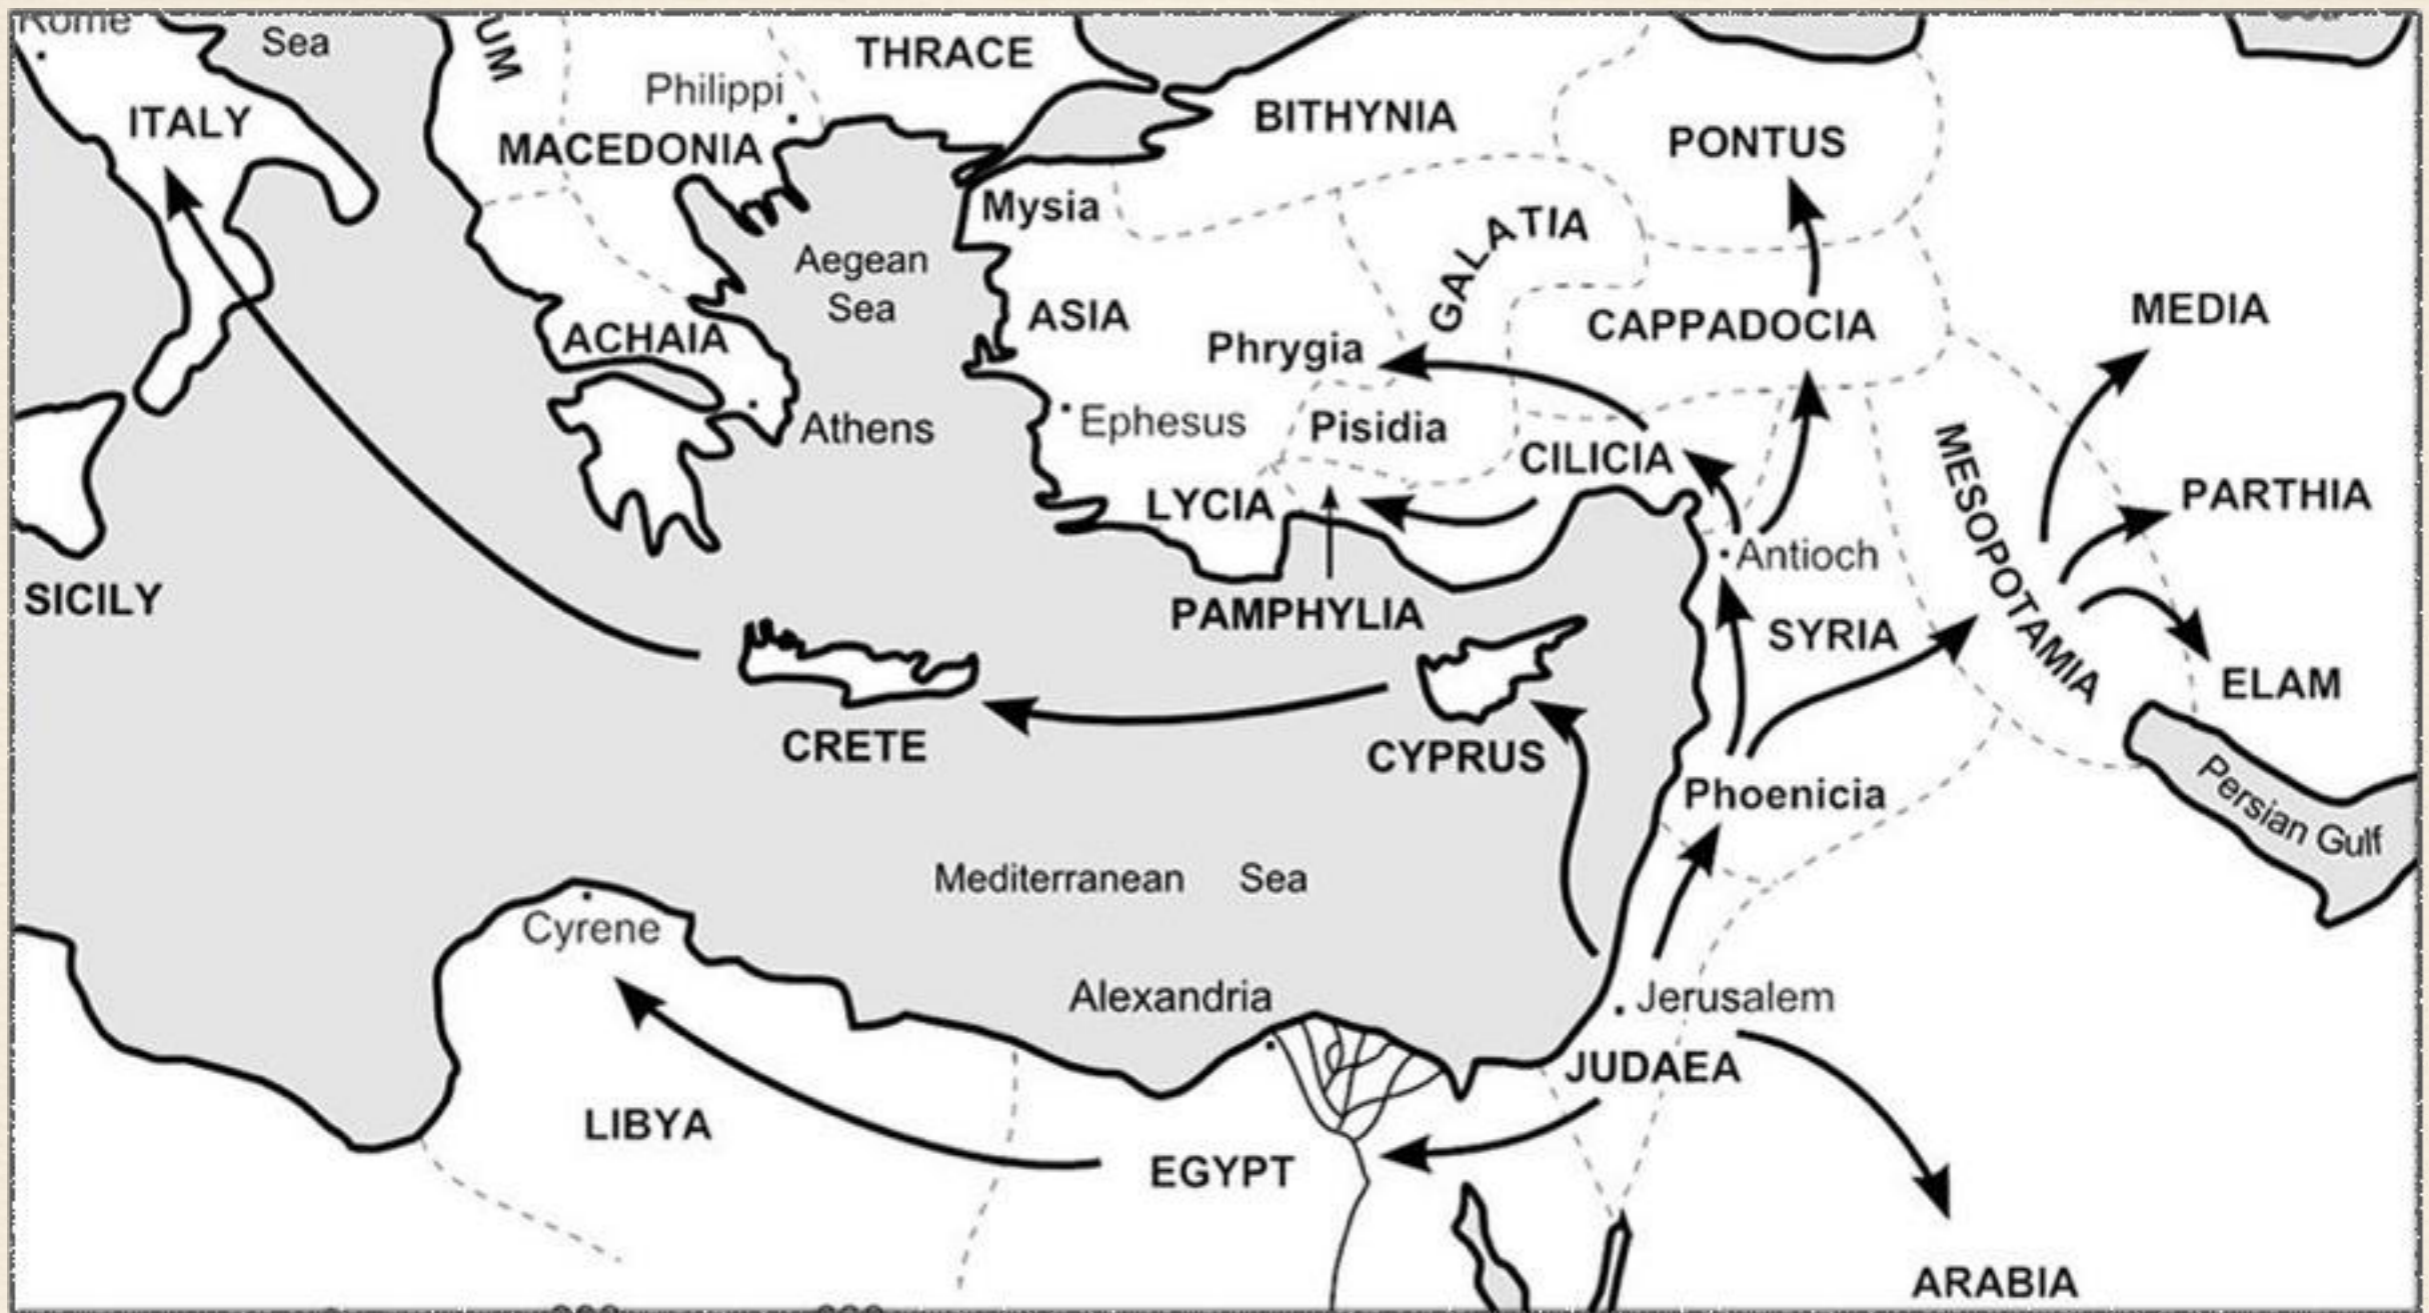 Rome
Sea
UM
THRACE
Philippi
ITALY
BITHYNIA
PONTUS
MACEDONIA
Mysia
GALATIA
Aegean
Sea
MEDIA
ASIA
ACHAIA
Phrygia
CAPPADOCIA
Athens
Ephesus
Pisidia
CILICIA
MESOPOTAMIA
PARTHIA
LYCIA
Antioch
SICILY
PAMPHYLIA
SYRIA
ELAM
CRETE
CYPRUS
Phoenicia
Persian Gulf
Mediterranean Sea
Cyrene
Alexandria
Jerusalem
JUDAEA
LIBYA
EGYPT
ARABIA